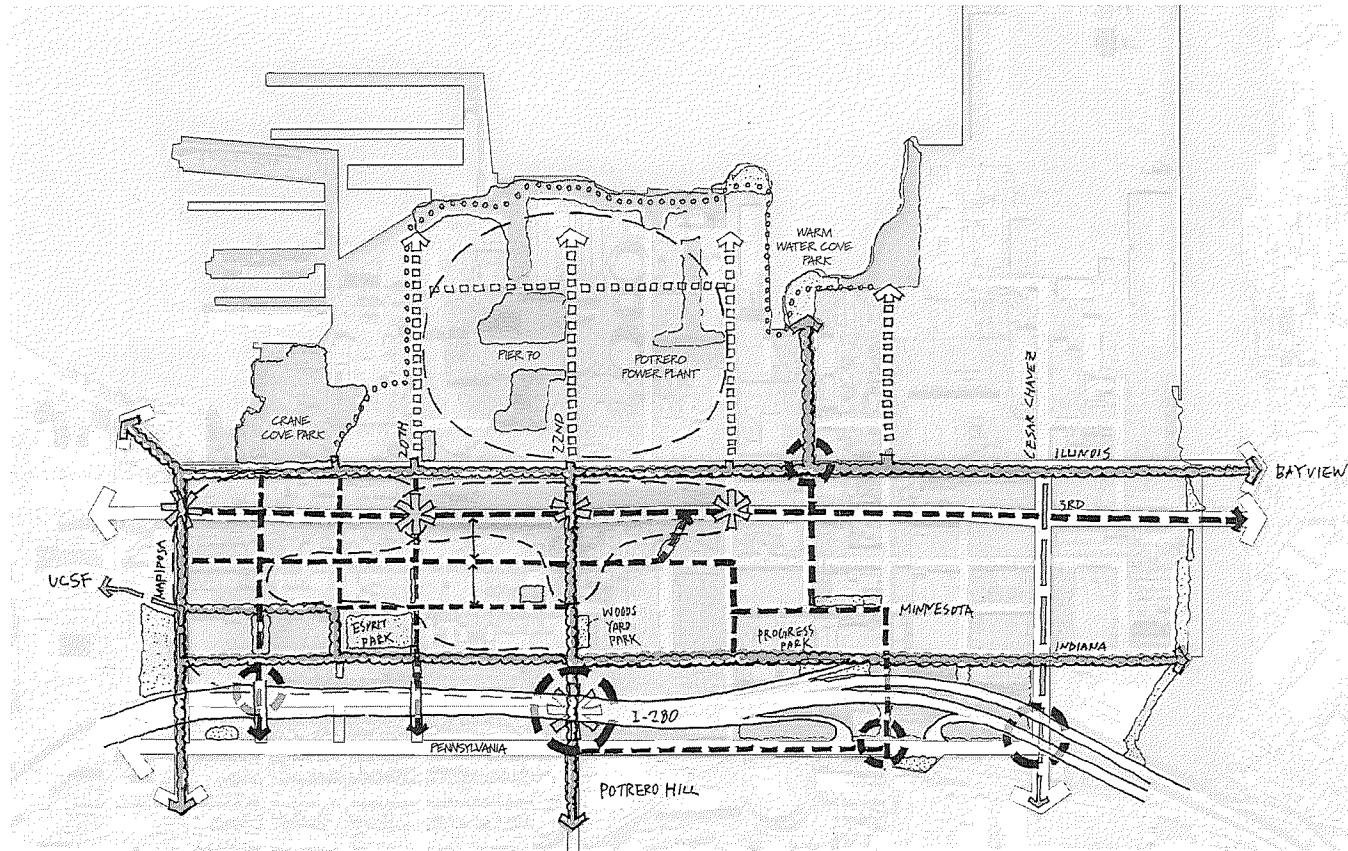 WARM
WATER COVE
PARK
PIER 70
POTRERO
POWER PLANT
CRANE
COVE PARK
20TH
22ND
CESAR CHAVEZ
ILLINOIS
BAYVIEW
3RD
MARIPOSA
UCSF
ESPRIT
PARK
WOODS
YARD
PARK
PROGRESS
PARK
MINNESOTA
INDIANA
I-280
PENNSYLVANIA
POTRERO HILL